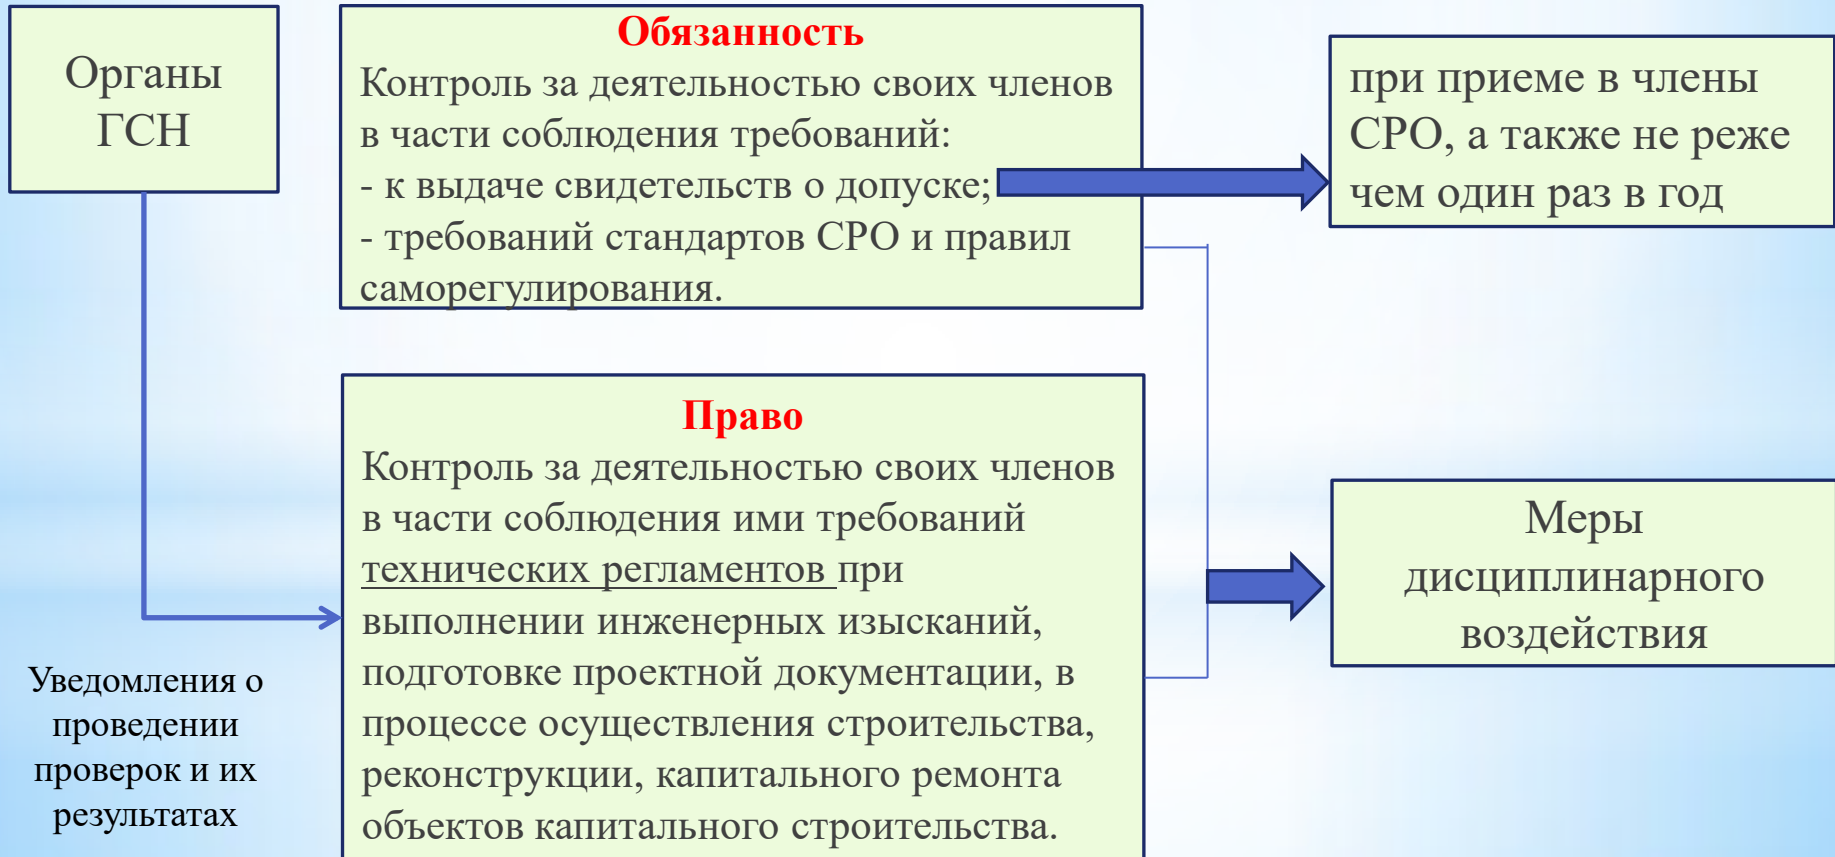 Органы
ГСН
Обязанность
Контроль за деятельностью своих членов
в части соблюдения требований:
- к выдаче свидетельств о допуске;
- требований стандартов СРО и правил
саморегулирования.
при приеме в члены
СРО, а также не реже
чем один раз в год
Право
Контроль за деятельностью своих членов
в части соблюдения ими требований
технических регламентов при
выполнении инженерных изысканий,
подготовке проектной документации, в
процессе осуществления строительства,
реконструкции, капитального ремонта
объектов капитального строительства.
Меры
дисциплинарного
воздействия
Уведомления о
проведении
проверок и их
результатах